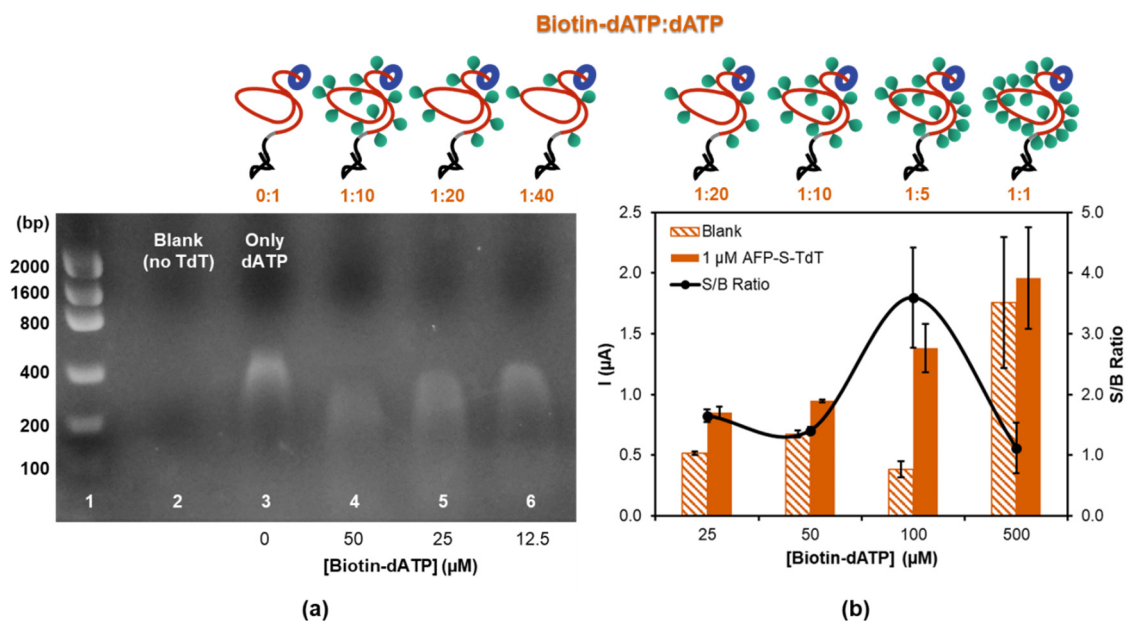 Biotin-dATP:dATP
0:1 1:10 1:20 1:40
(bp)
2000
1600
800
400
200
100
Blank
(no TdT)
Only
dATP
1 2 3 4 5 6
0 50 25 12.5
[Biotin-dATP] (µM)
(a)
1:20 1:10 1:5 1:1
2.5
2.0
1.5
1.0
0.5
0.0
I (µA)
Blank
1 µM AFP-S-TdT
S/B Ratio
5.0
4.0
3.0
2.0
1.0
0.0
S/B Ratio
25 50 100 500
[Biotin-dATP] (µM)
(b)